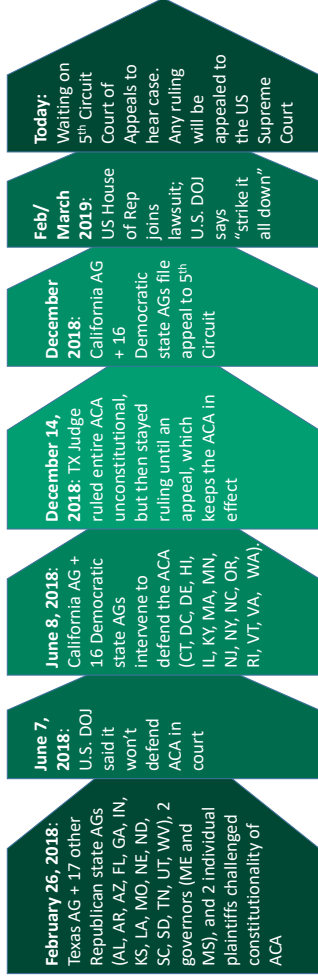 February 26, 2018:
Texas AG + 17 other
Republican state AGs
(AL, AR, AZ, FL, GA, IN,
KS, LA, MO, NE, ND,
SC, SD, TN, UT, WV), 2
governors (ME and
MS), and 2 individual
plaintiffs challenged
constitutionality of
ACA
June 7,
2018:
U.S. DOJ
said it
won't
defend
ACA in
court
June 8, 2018:
California AG +
16 Democratic
state AGs
intervene to
defend the ACA
(CT, DC, DE, HI,
IL, KY, MA, MN,
NJ, NY, NC, OR,
RI, VT, VA, WA).
December 14,
2018: TX Judge
ruled entire ACA
unconstitutional,
but then stayed
ruling until an
appeal, which
keeps the ACA in
effect
December
2018:
California AG
+ 16
Democratic
state AGs file
appeal to 5th
Circuit
Feb/
March
2019:
US House
of Rep
joins
lawsuit;
U.S. DOJ
says
"strike it
all down"
Today:
Waiting on
5th Circuit
Court of
Appeals to
hear case.
Any ruling
will be
appealed to
the US
Supreme
Court